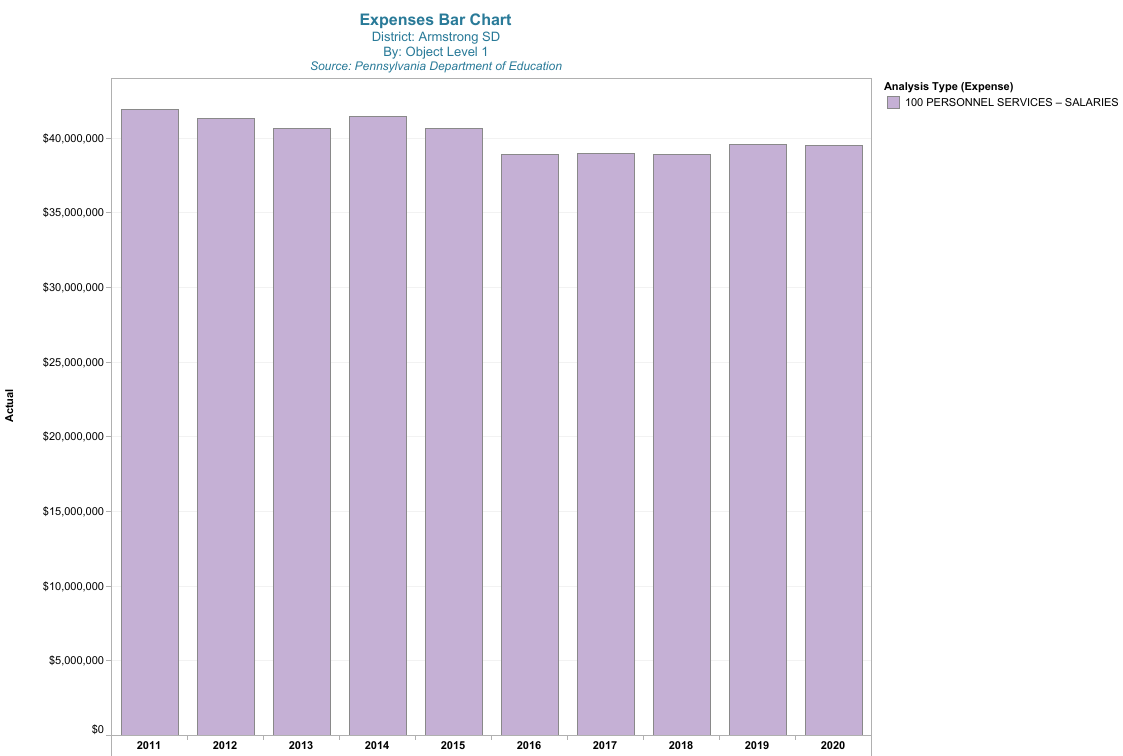 Expenses Bar Chart
District: Armstrong SD
By: Object Level 1
Source: Pennsylvania Department of Education
Analysis Type (Expense)
100 PERSONNEL SERVICES – SALARIES
$40,000,000
$35,000,000
$30,000,000
$25,000,000
$20,000,000
$15,000,000
$10,000,000
$5,000,000
$0
Actual
2011 2012 2013 2014 2015 2016 2017 2018 2019 2020